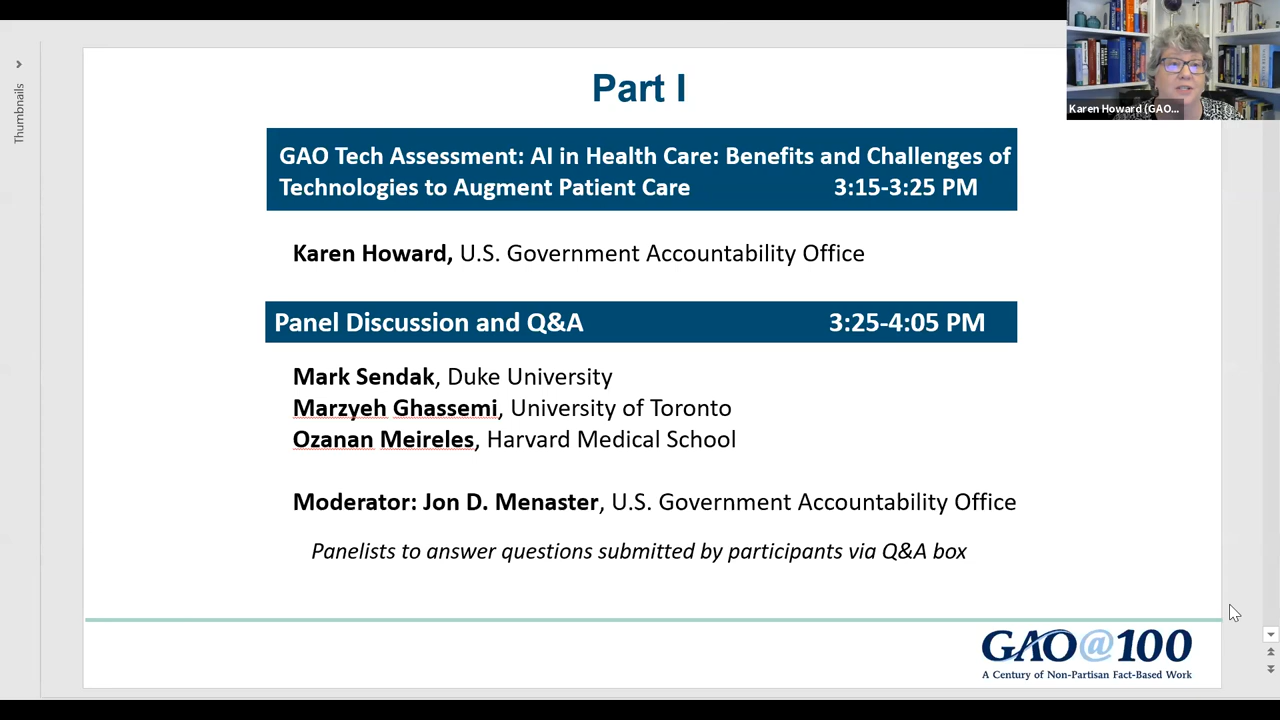 Thumbnails
Part I
GAO Tech Assessment: AI in Health Care: Benefits and Challenges of
Technologies to Augment Patient Care 3:15-3:25 PM
Karen Howard, U.S. Government Accountability Office
Panel Discussion and Q&A 3:25-4:05 PM
Mark Sendak, Duke University
Marzyeh Ghassemi, University of Toronto
Ozanan Meireles, Harvard Medical School
Moderator: Jon D. Menaster, U.S. Government Accountability Office
Panelists to answer questions submitted by participants via Q&A box
GAO@100
A Century of Non-Partisan Fact-Based Work
Karen Howard (GAO...